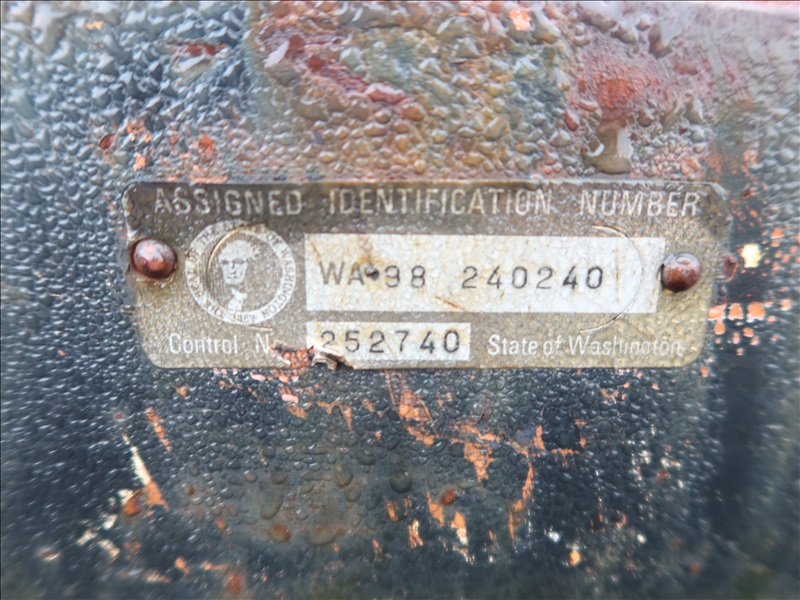 ASSIGNED IDENTIFICATION NUMBER
WA 98 240240
Control N 252740 State of Washington